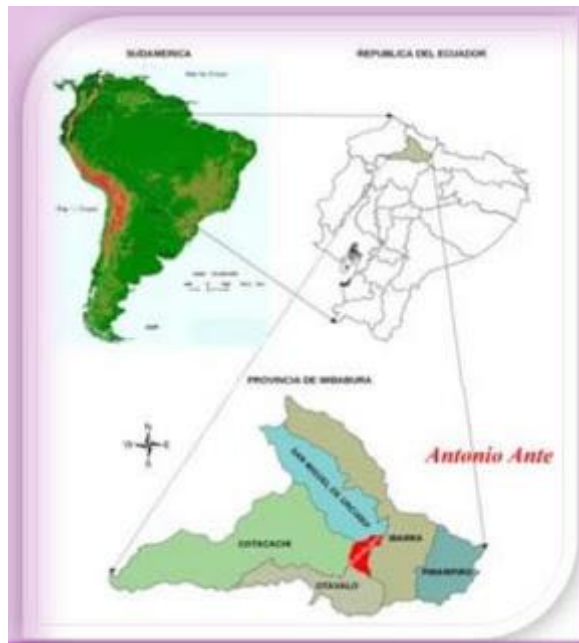 SUDAMERICA
REPUBLICA DEL ECUADOR
PROVINCIA DE IMBABURA
N
W E
S
Antonio Ante
SAN MIGUEL DE URCUQUI
COTACACHI
IBARRA
PIMAMPIRO
OTAVALO